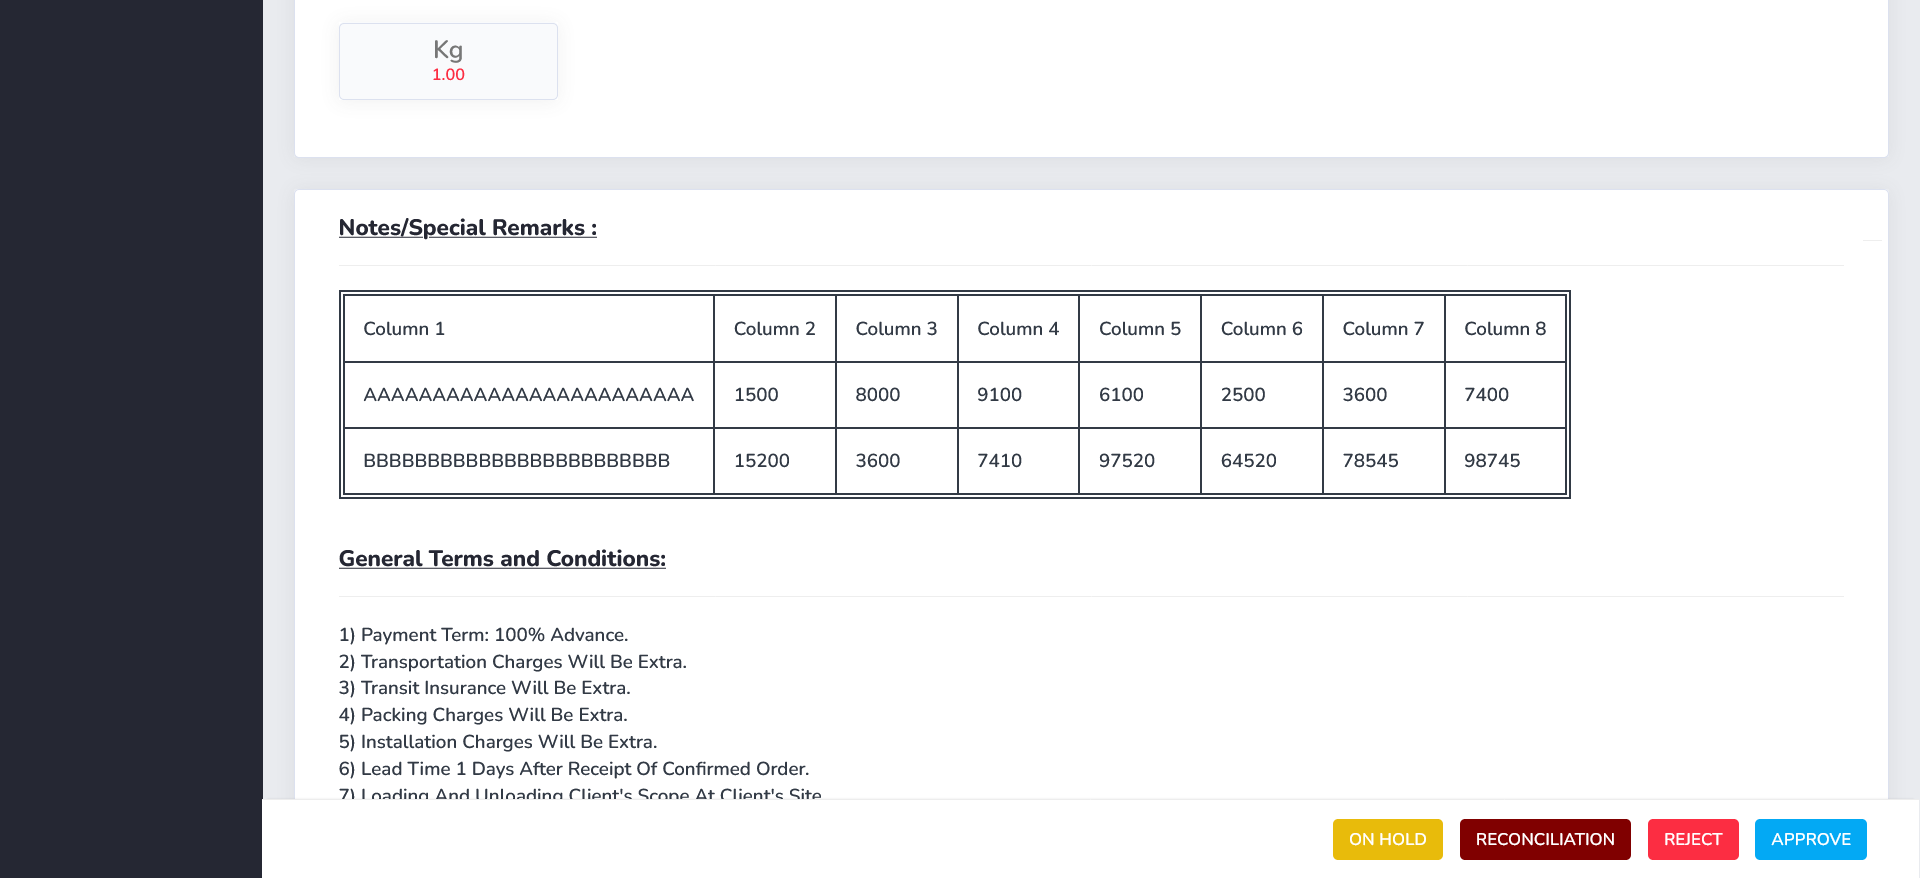 Kg
1.00
Notes/Special Remarks :
Column 1 Column 2 Column 3 Column 4 Column 5 Column 6 Column 7 Column 8
AAAAAAAAAAAAAAAAAAAAAAAA 1500 8000 9100 6100 2500 3600 7400
BBBBBBBBBBBBBBBBBBBBBBBB 15200 3600 7410 97520 64520 78545 98745
General Terms and Conditions:
1) Payment Term: 100% Advance.
2) Transportation Charges Will Be Extra.
3) Transit Insurance Will Be Extra.
4) Packing Charges Will Be Extra.
5) Installation Charges Will Be Extra.
6) Lead Time 1 Days After Receipt Of Confirmed Order.
7) Loading And Unloading Client's Scope At Client's Site
ON HOLD RECONCILIATION REJECT APPROVE